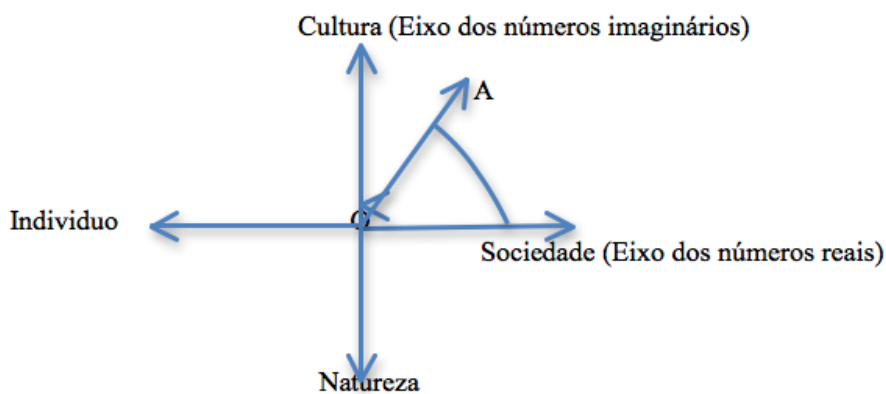 Cultura (Eixo dos números imaginários)
A
Individuo
O
Sociedade (Eixo dos números reais)
Natureza